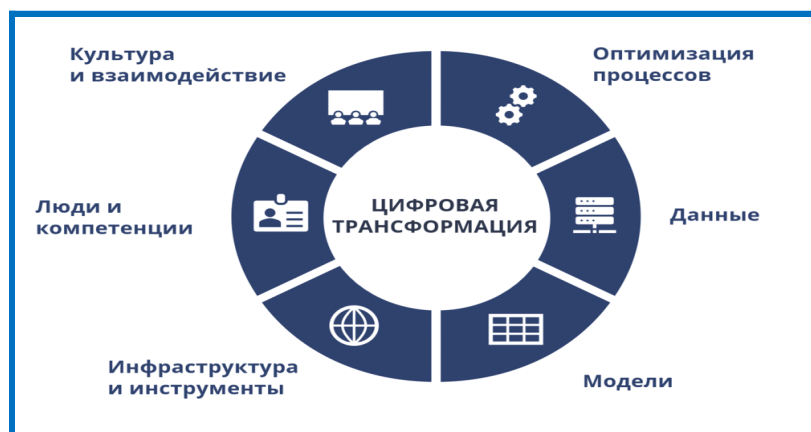 Культура
и взаимодействие
Оптимизация
процессов
Люди и
компетенции
ЦИФРОВАЯ
ТРАНСФОРМАЦИЯ
Данные
Инфраструктура
и инструменты
Модели